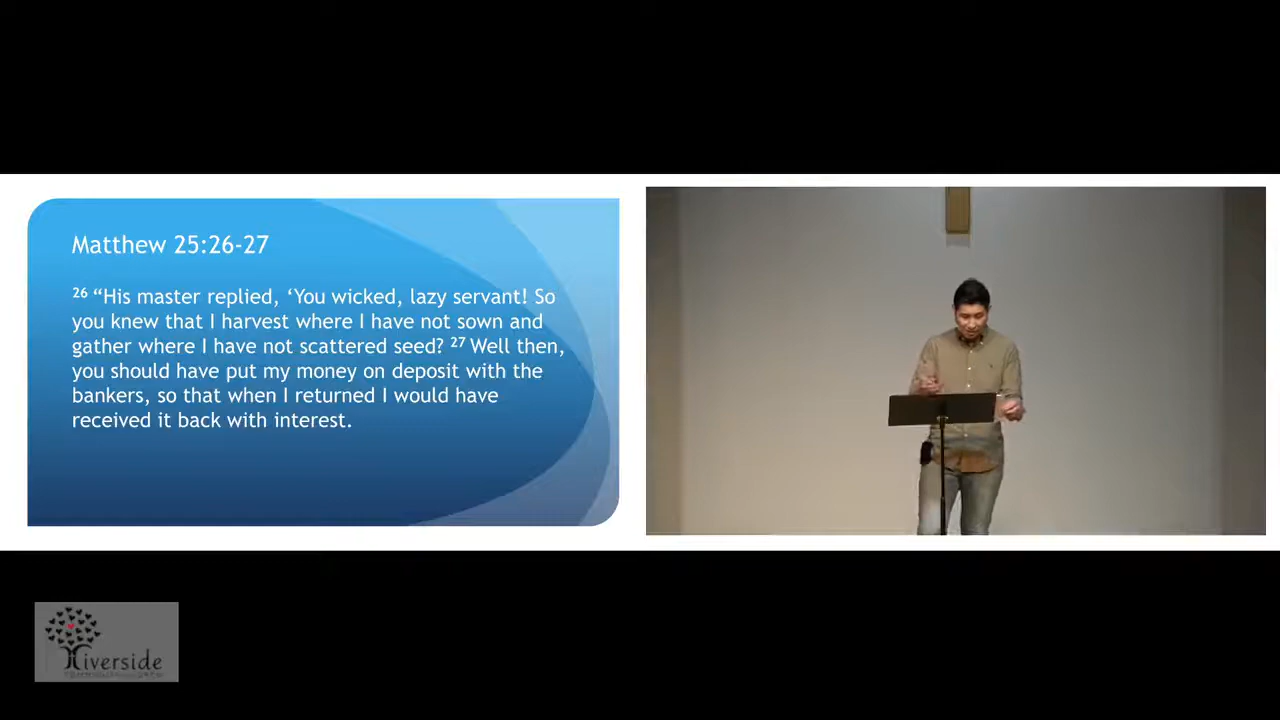 Matthew 25:26-27
26 “His master replied, ‘You wicked, lazy servant! So
you knew that I harvest where I have not sown and
gather where I have not scattered seed? 27 Well then,
you should have put my money on deposit with the
bankers, so that when I returned I would have
received it back with interest.
Riverside